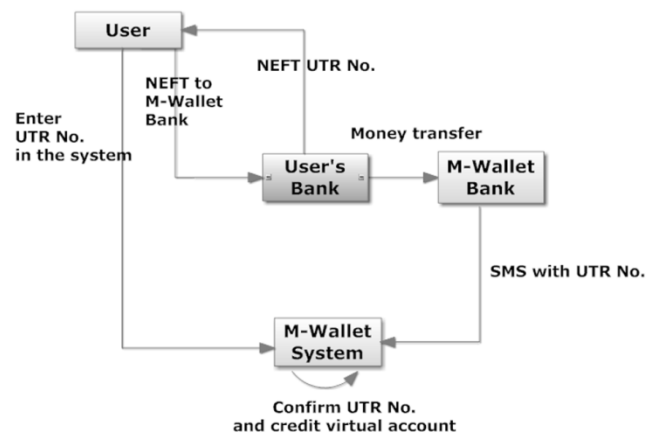 User
NEFT UTR No.
NEFT to
M-Wallet
Bank
Enter
UTR No.
in the system
Money transfer
User's
Bank
M-Wallet
Bank
SMS with UTR No.
M-Wallet
System
Confirm UTR No.
and credit virtual account